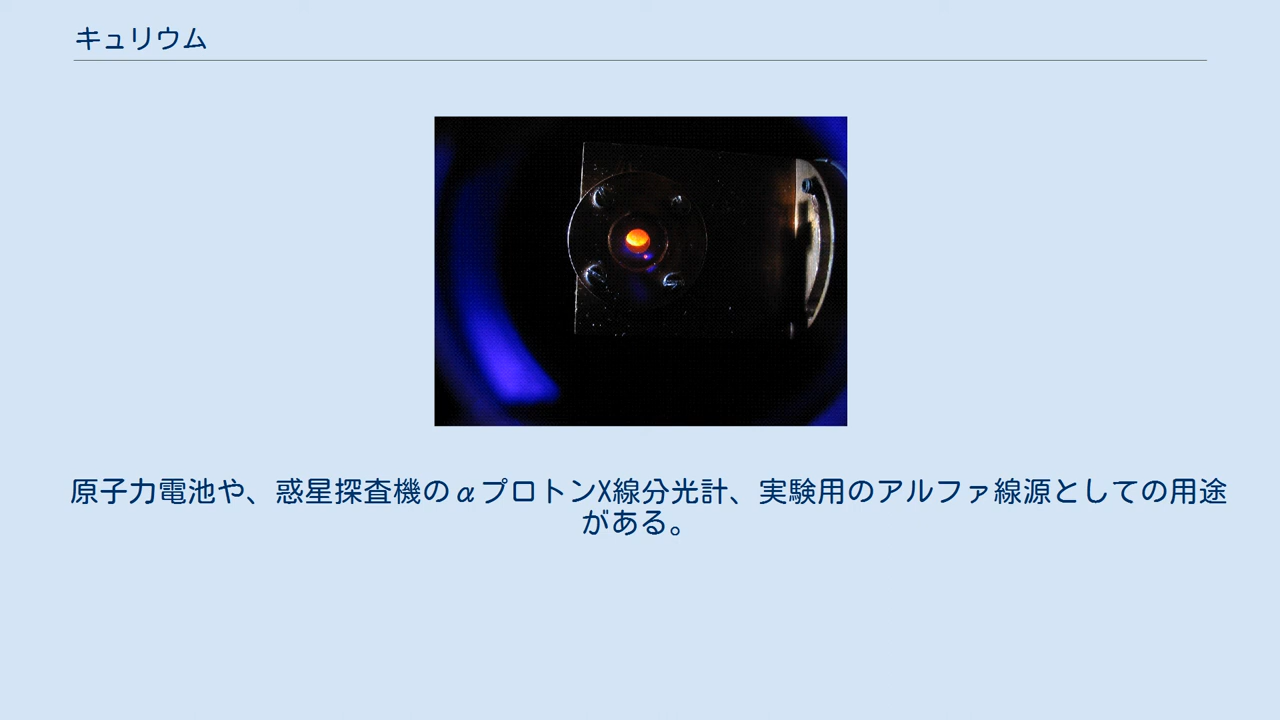 キュリウム
原子力電池や、惑星探査機のαプロトンX線分光計、実験用のアルファ線源としての用途
がある。